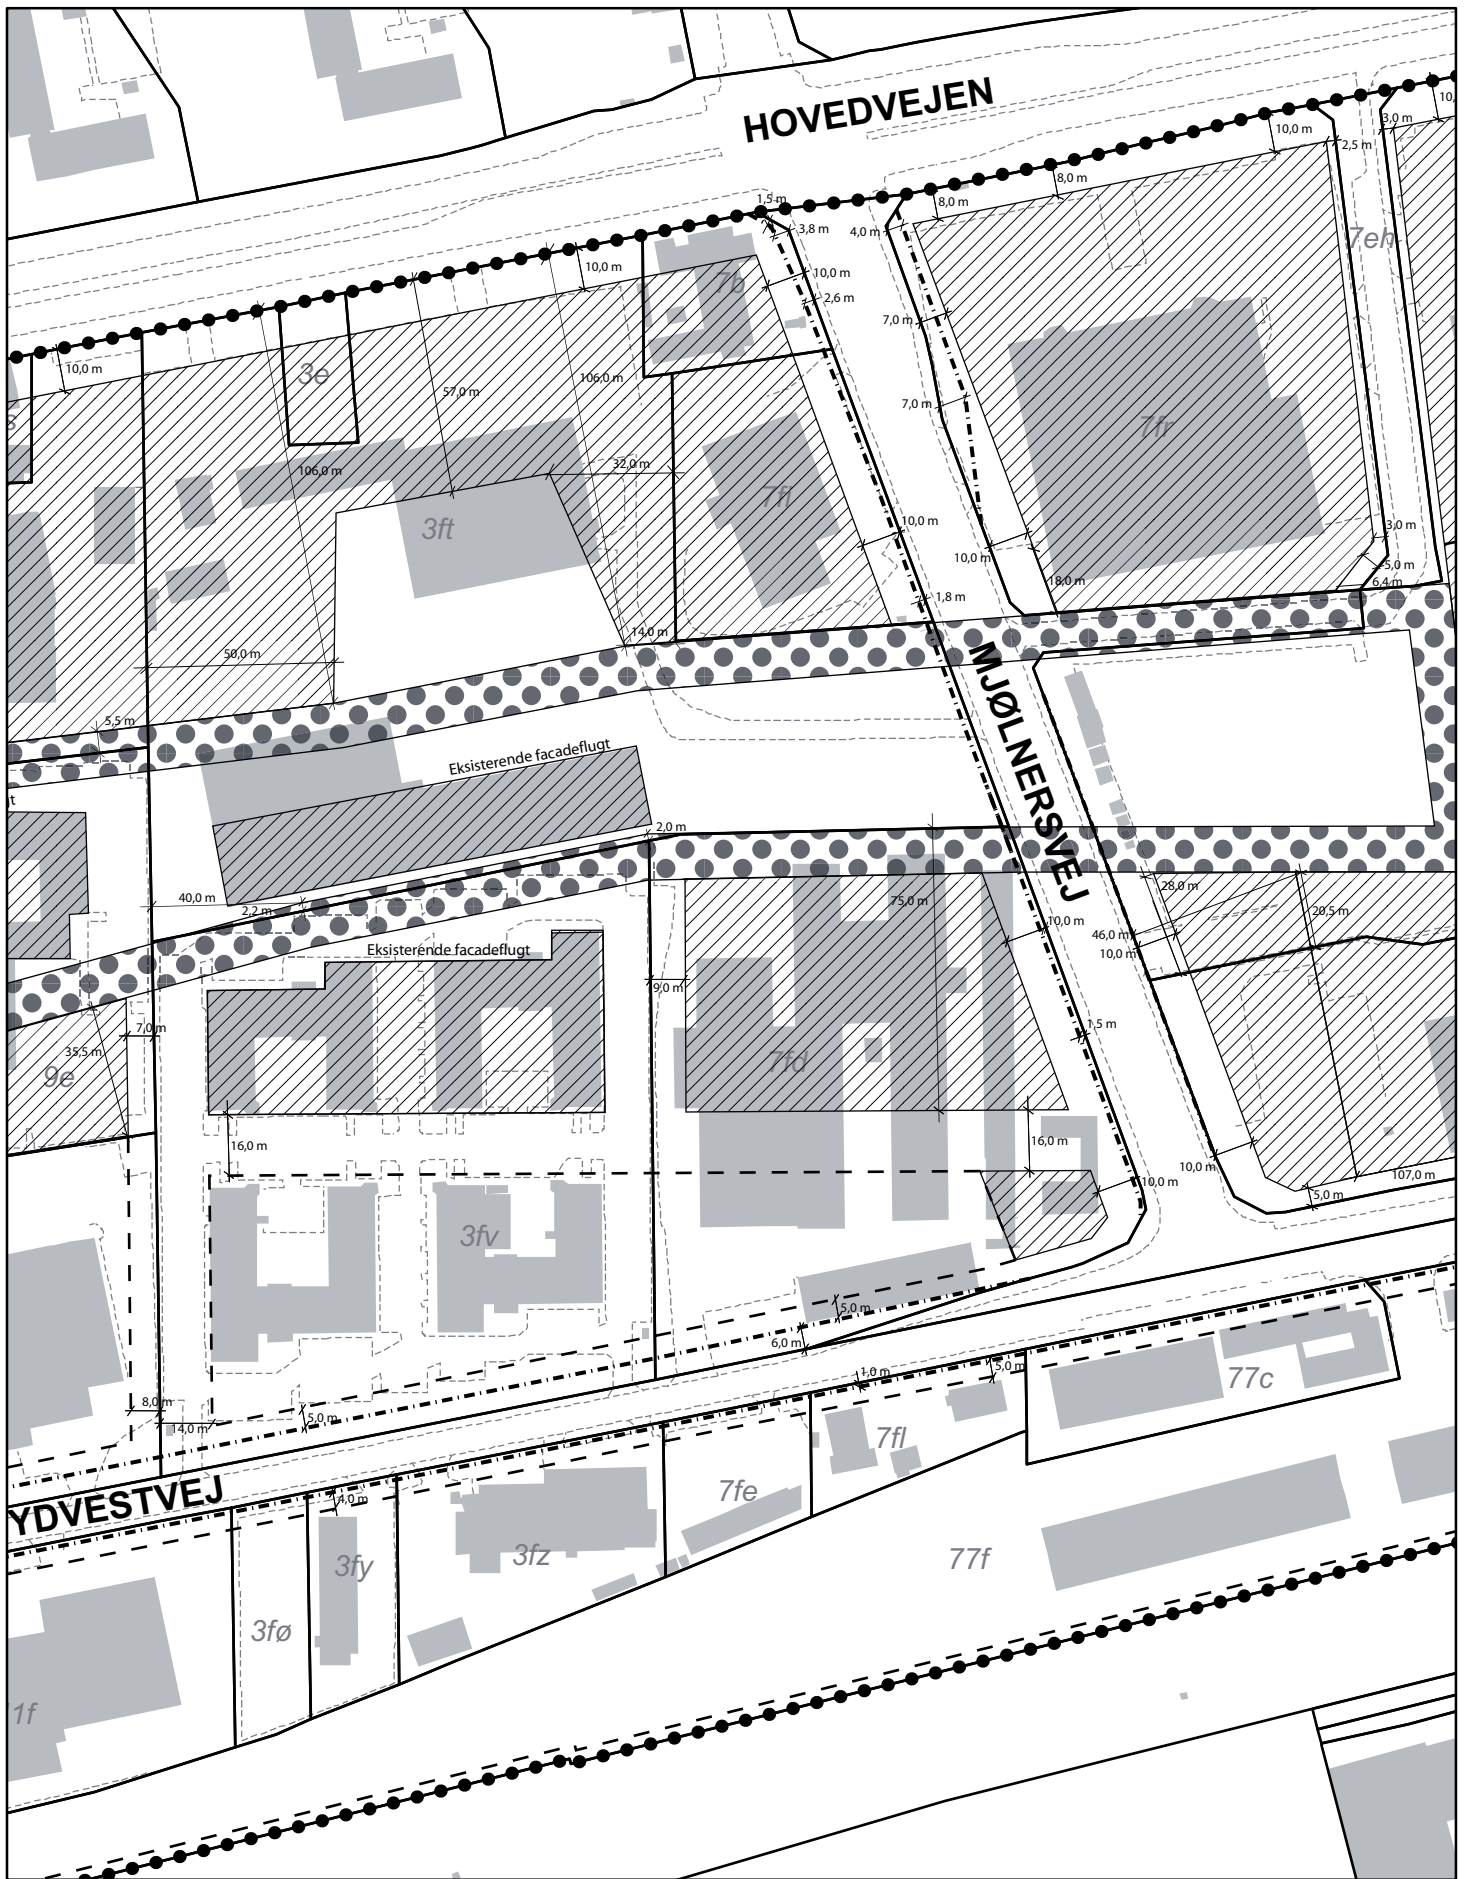 HOVEDVEJEN
10,0 m
3,0 m
10,0 m
2,5 m
8,0 m
8,0 m
1,5 m
3,8 m
4,0 m
7eh
10,0 m
7b
10,0 m
2,6 m
7,0 m
10,0 m
3e
57,0 m
106,0 m
7,0 m
7fr
106,0 m
32,0 m
7fi
3ft
10,0 m
3,0 m
10,0 m
5,0 m
18,0 m
6,4 m
1,8 m
14,0 m
50,0 m
MJØLNERSVEJ
5,5 m
Eksisterende facadeflugt
2,0 m
40,0 m
2,2 m
75,0 m
28,0 m
20,5 m
10,0 m
46,0 m
10,0 m
Eksisterende facadeflugt
9,0 m
7,0 m
1,5 m
35,5 m
9e
7fd
16,0 m
16,0 m
10,0 m
10,0 m
107,0 m
5,0 m
3fv
5,0 m
6,0 m
1,0 m
5,0 m
77c
8,0 m
14,0 m
5,0 m
7fl
YDVESTVEJ
4,0 m
7fe
3fy
3fz
77f
3fø
1f